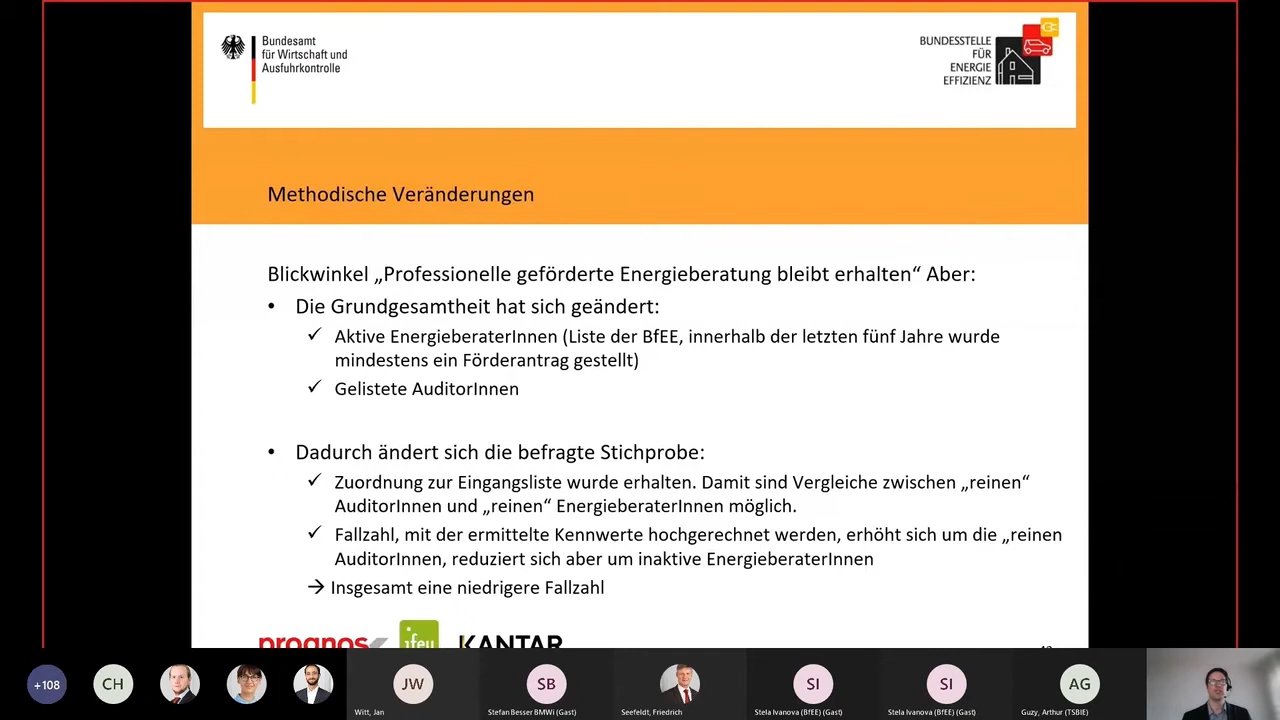 Bundesamt
für Wirtschaft und
Ausfuhrkontrolle
BUNDESSTELLE
FÜR
ENERGIE
EFFIZIENZ
Methodische Veränderungen
Blickwinkel „Professionelle geförderte Energieberatung bleibt erhalten“ Aber:
• Die Grundgesamtheit hat sich geändert:
✓ Aktive EnergieberaterInnen (Liste der BfEE, innerhalb der letzten fünf Jahre wurde
mindestens ein Förderantrag gestellt)
✓ Gelistete AuditorInnen
• Dadurch ändert sich die befragte Stichprobe:
✓ Zuordnung zur Eingangsliste wurde erhalten. Damit sind Vergleiche zwischen „reinen“
AuditorInnen und „reinen“ EnergieberaterInnen möglich.
✓ Fallzahl, mit der ermittelte Kennwerte hochgerechnet werden, erhöht sich um die „reinen
AuditorInnen, reduziert sich aber um inaktive EnergieberaterInnen
→ Insgesamt eine niedrigere Fallzahl
prognos ifeu KANTAR
+108 CH JW SB SI SI AG
Witt, Jan
Stefan Besser BMWi (Gast)
Seefeldt, Friedrich
Stela Ivanova (BfEE) (Gast)
Stela Ivanova (BfEE) (Gast)
Guzy, Arthur (TSBIE)